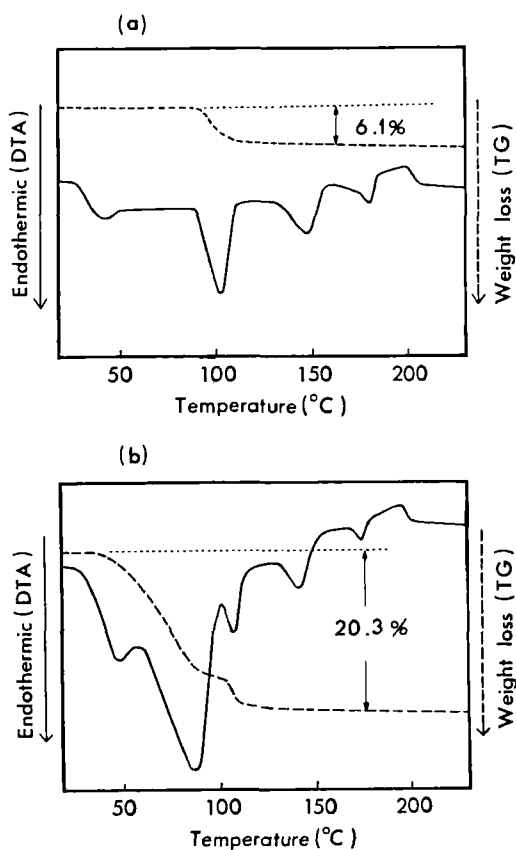 (a)
Endothermic (DTA)
6.1%
Weight loss (TG)
50 100 150 200
Temperature (°C)
(b)
Endothermic (DTA)
20.3%
Weight loss (TG)
50 100 150 200
Temperature (°C)